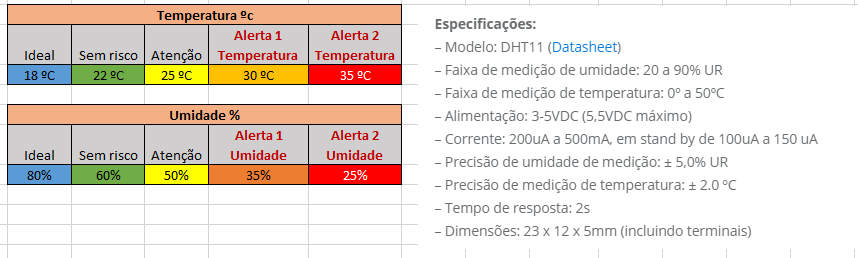 Temperatura ºc
Ideal Sem risco Atenção Alerta 1 Temperatura Alerta 2 Temperatura
18 ºC 22 ºC 25 ºC 30 ºC 35 ºC
Umidade %
Ideal Sem risco Atenção Alerta 1 Umidade Alerta 2 Umidade
80% 60% 50% 35% 25%
Especificações:
– Modelo: DHT11 (Datasheet)
– Faixa de medição de umidade: 20 a 90% UR
– Faixa de medição de temperatura: 0º a 50ºC
– Alimentação: 3-5VDC (5,5VDC máximo)
– Corrente: 200uA a 500mA, em stand by de 100uA a 150 uA
– Precisão de umidade de medição: ± 5,0% UR
– Precisão de medição de temperatura: ± 2.0 ºC
– Tempo de resposta: 2s
– Dimensões: 23 x 12 x 5mm (incluindo terminais)